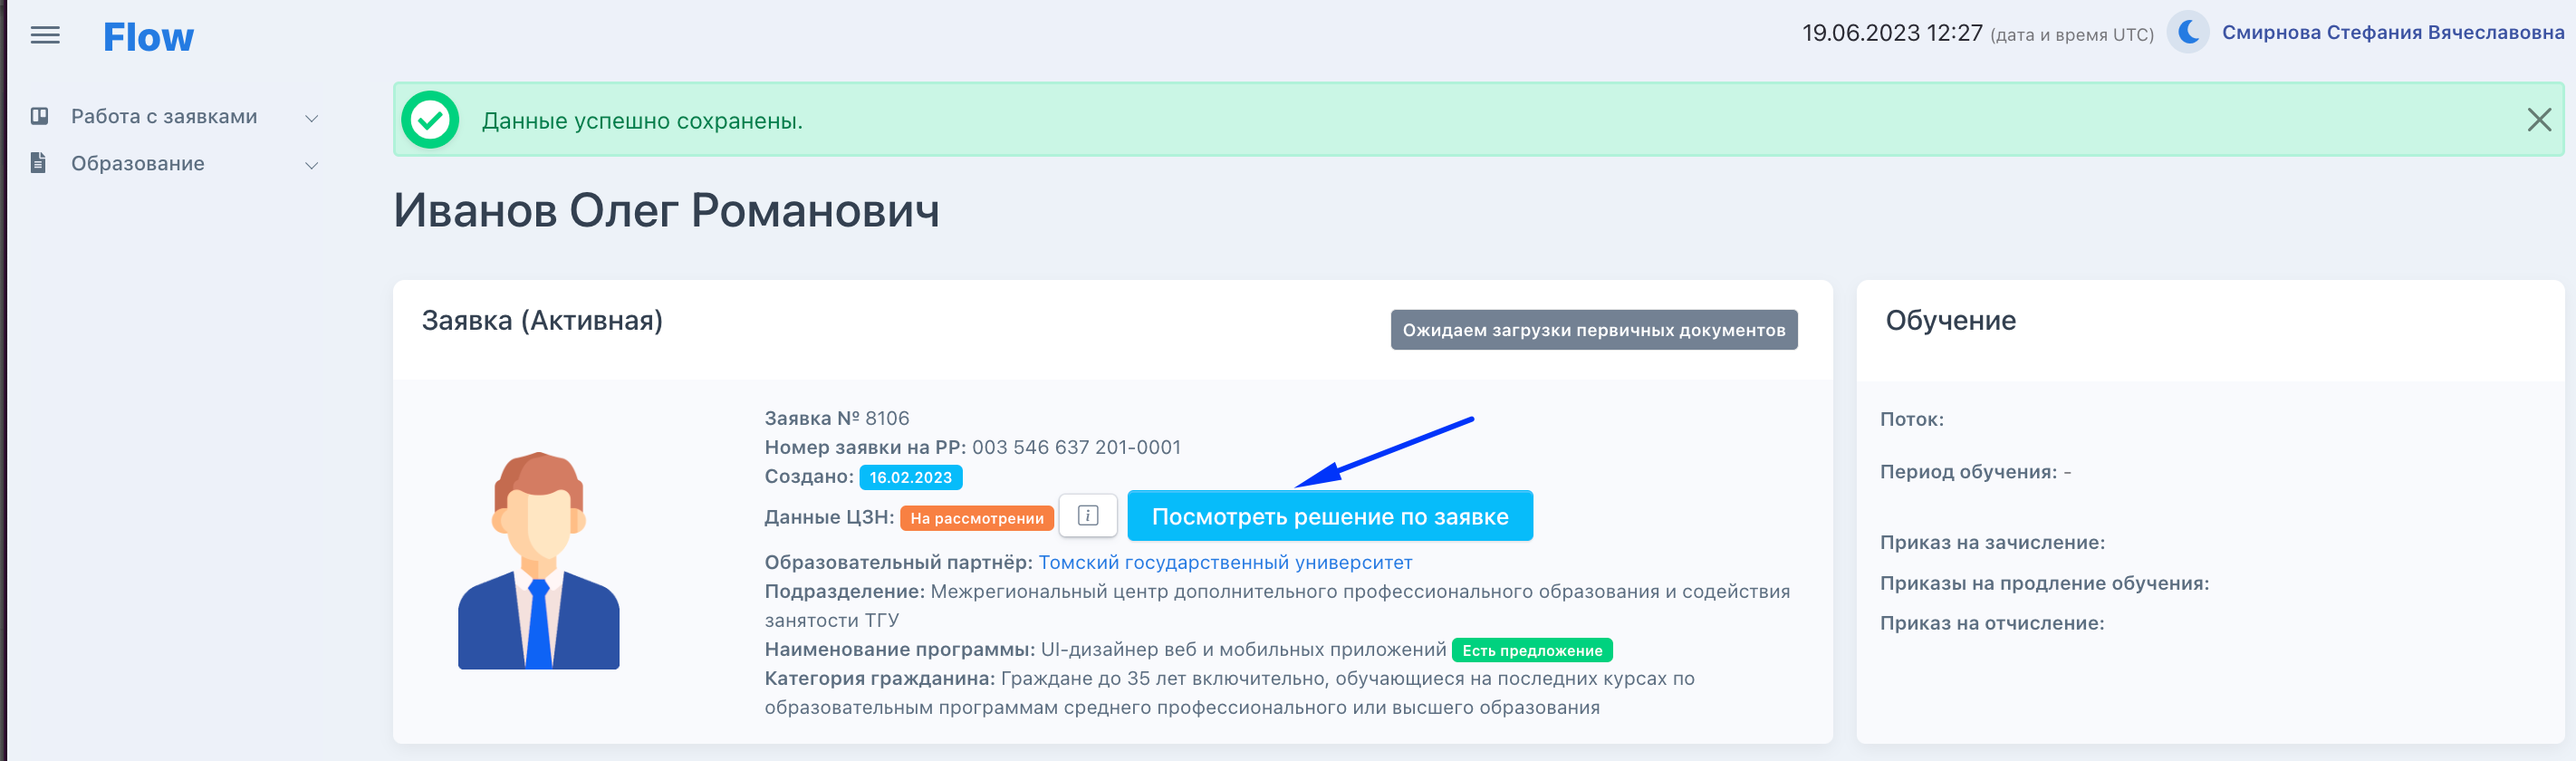 Flow
19.06.2023 12:27 (дата и время UTC)
Смирнова Стефания Вячеславовна
Работа с заявками
Образование
Данные успешно сохранены.
Иванов Олег Романович
Заявка (Активная)
Ожидаем загрузки первичных документов
Заявка № 8106
Номер заявки на РР: 003 546 637 201-0001
Создано: 16.02.2023
Данные ЦЗН: На рассмотрении i Посмотреть решение по заявке
Образовательный партнёр: Томский государственный университет
Подразделение: Межрегиональный центр дополнительного профессионального образования и содействия
занятости ТГУ
Наименование программы: UI-дизайнер веб и мобильных приложений Есть предложение
Категория гражданина: Граждане до 35 лет включительно, обучающиеся на последних курсах по
образовательным программам среднего профессионального или высшего образования
Обучение
Поток:
Период обучения: -
Приказ на зачисление:
Приказы на продление обучения:
Приказ на отчисление: